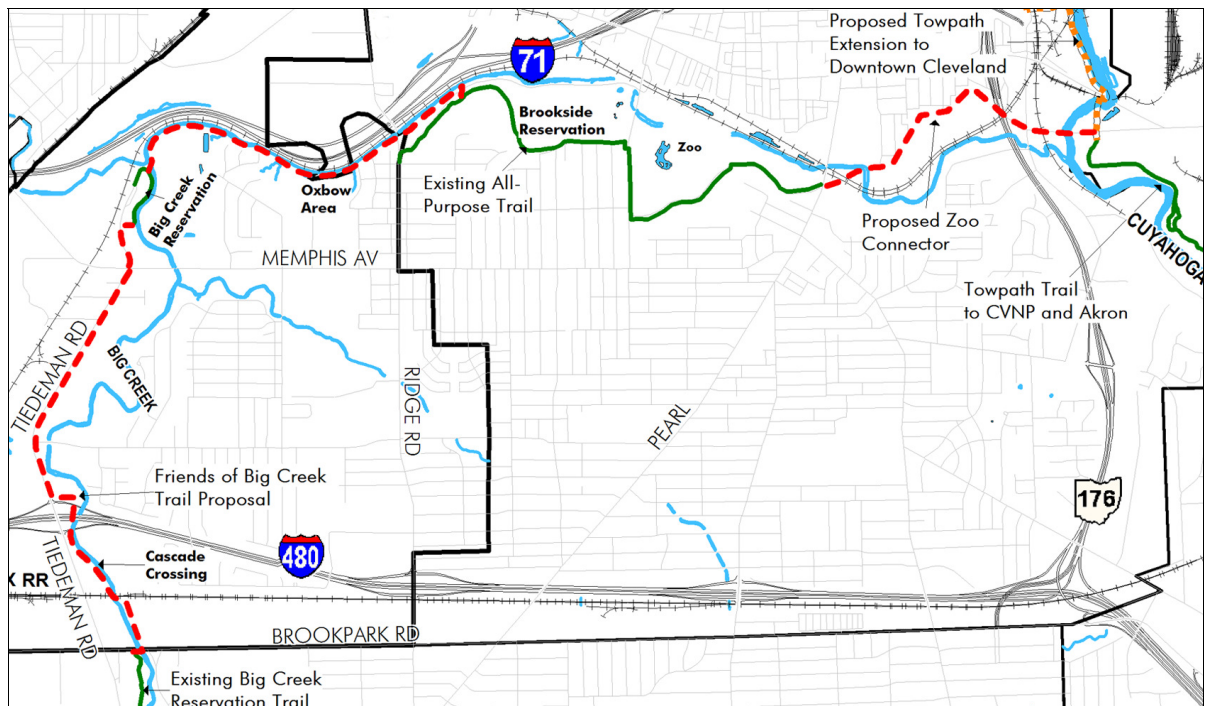 Proposed Towpath
Extension to
Downtown Cleveland
71
Brookside
Reservation
Zoo
Existing All-
Purpose Trail
Oxbow
Area
Big Creek
Reservation
Proposed Zoo
Connector
CUYAHOGA
MEMPHIS AV
Towpath Trail
to CVNP and Akron
TIEDEMAN RD
BIG CREEK
RIDGE RD
PEARL
Friends of Big Creek
Trail Proposal
176
480
Cascade
Crossing
TIEDEMAN RD
X RR
BROOKPARK RD
Existing Big Creek
Reservation Trail